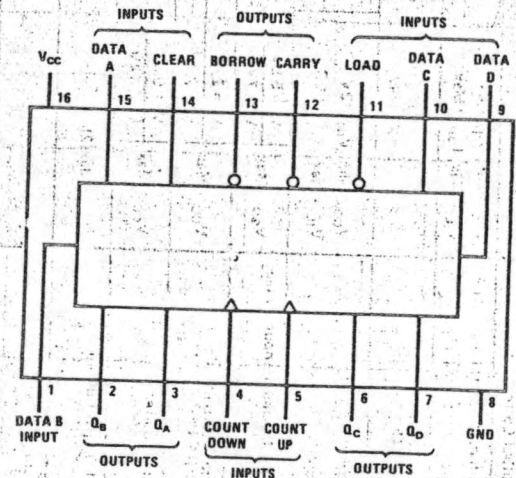 INPUTS OUTPUTS INPUTS
VCC DATA A CLEAR BORROW CARRY LOAD DATA C DATA D
16 15 14 13 12 11 10 9
1 2 3 4 5 6 7 8
DATA B INPUT QB QA COUNT DOWN COUNT UP QC QD GND
OUTPUTS INPUTS OUTPUTS